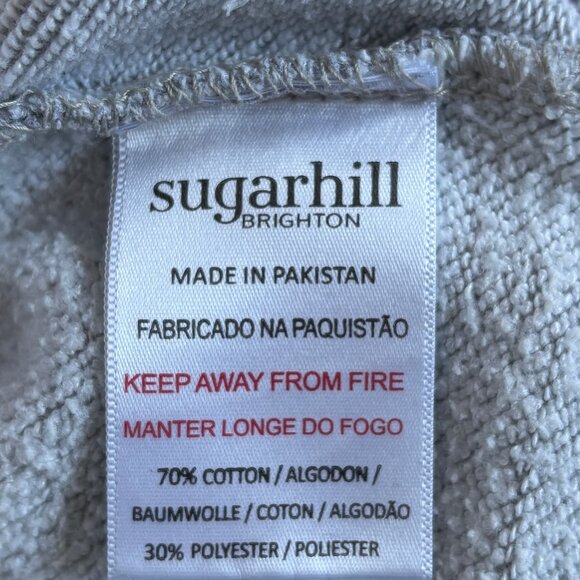 sugarhill
BRIGHTON
MADE IN PAKISTAN
FABRICADO NA PAQUISTÃO
KEEP AWAY FROM FIRE
MANTER LONGE DO FOGO
70% COTTON / ALGODON /
BAUMWOLLE / COTON / ALGODÃO
30% POLYESTER / POLIESTER